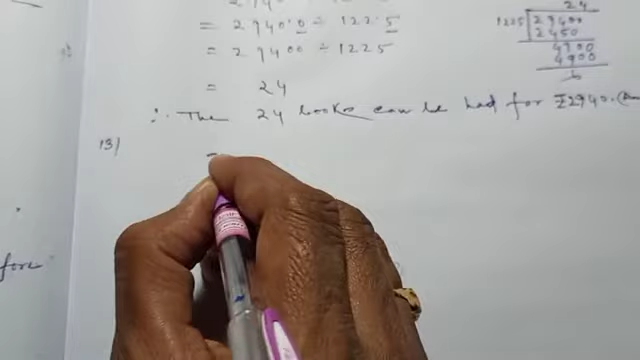 = 2940.0 ÷ 122.5
= 29400 ÷ 1225
= 24
∴ The 24 books can be had for ₹2940.
13)
=
24
1225 29400
2450
4900
4900
fore